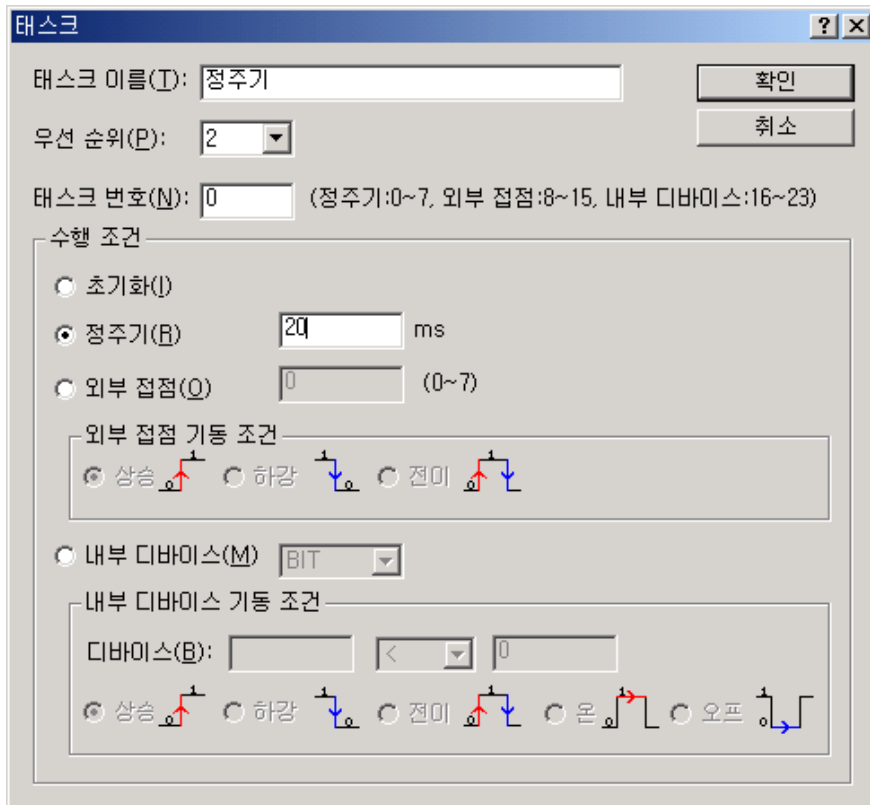 태스크
태스크 이름(T): 정주기
확인
취소
우선 순위(P): 2
태스크 번호(N): 0 (정주기:0~7, 외부 접점:8~15, 내부 디바이스:16~23)
수행 조건
초기화(I)
정주기(R) 20 ms
외부 접점(O) 0 (0~7)
외부 접점 기동 조건
상승 0 1 하강 1 0 전이 0 1
내부 디바이스(M) BIT
내부 디바이스 기동 조건
디바이스(B): < 0
상승 0 1 하강 1 0 전이 0 1 온 0 1 오프 1 0